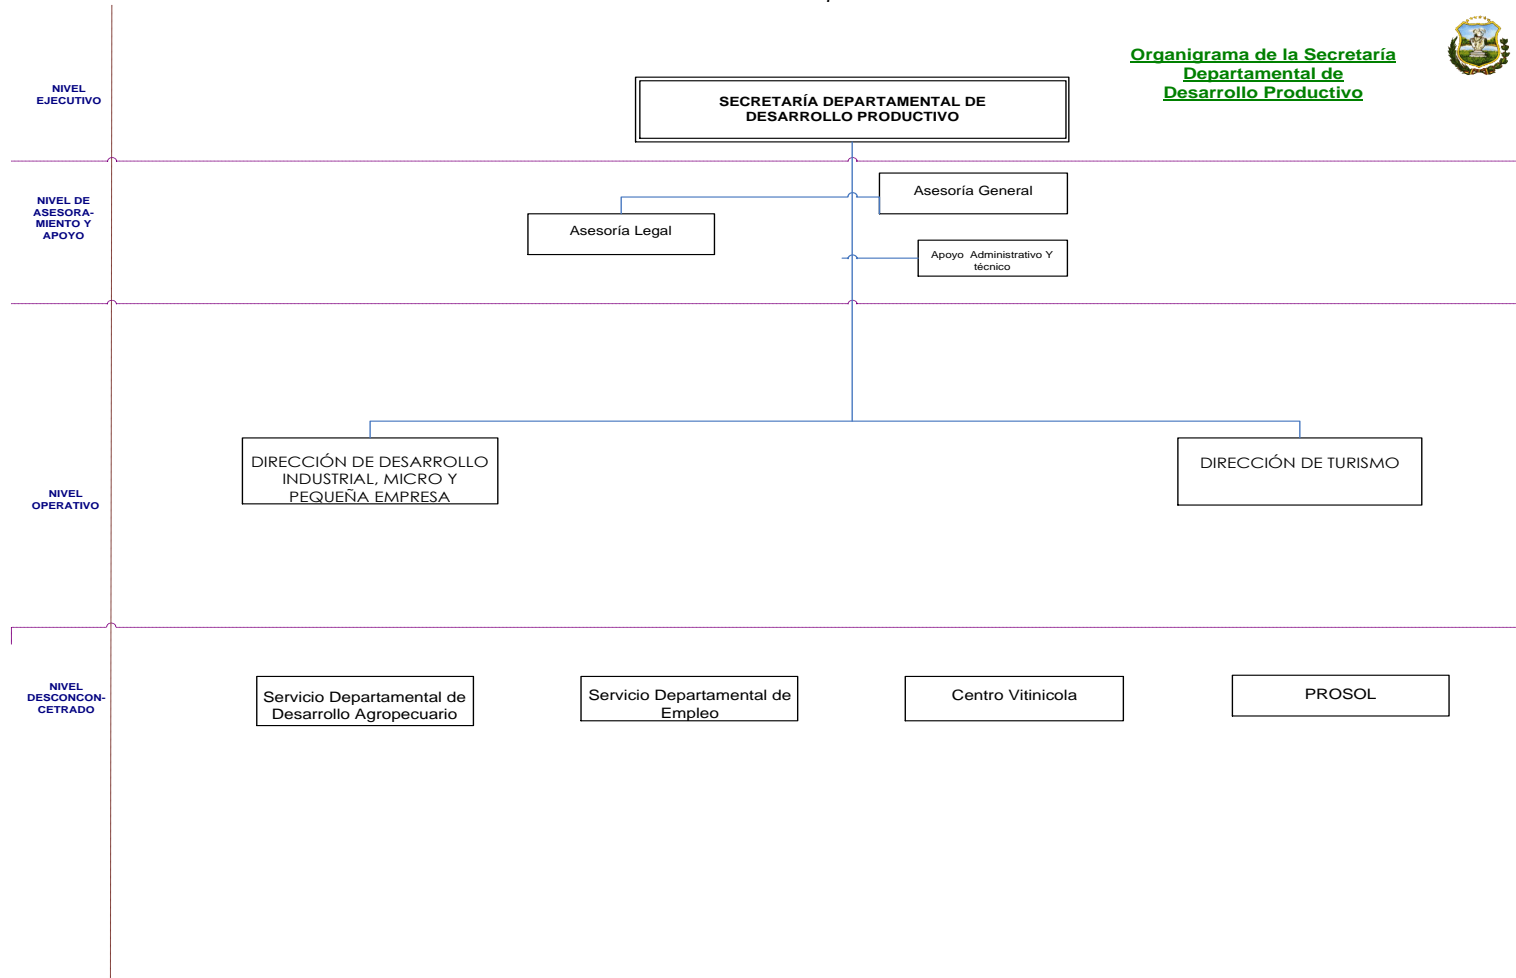 Organigrama de la Secretaría
Departamental de
Desarrollo Productivo
NIVEL
EJECUTIVO
SECRETARÍA DEPARTAMENTAL DE
DESARROLLO PRODUCTIVO
NIVEL DE
ASESORA-
MIENTO Y
APOYO
Asesoría General
Asesoría Legal
Apoyo Administrativo Y
técnico
NIVEL
OPERATIVO
DIRECCIÓN DE DESARROLLO
INDUSTRIAL, MICRO Y
PEQUEÑA EMPRESA
DIRECCIÓN DE TURISMO
NIVEL
DESCONCON-
CETRADO
Servicio Departamental de
Desarrollo Agropecuario
Servicio Departamental de
Empleo
Centro Vitinicola
PROSOL